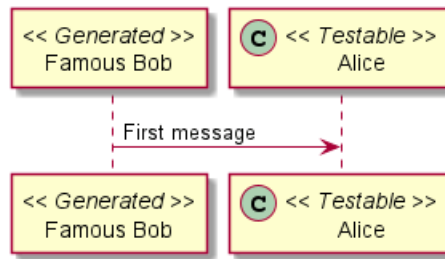 << Generated >>
Famous Bob
C << Testable >>
Alice
First message
<< Generated >>
Famous Bob
C << Testable >>
Alice